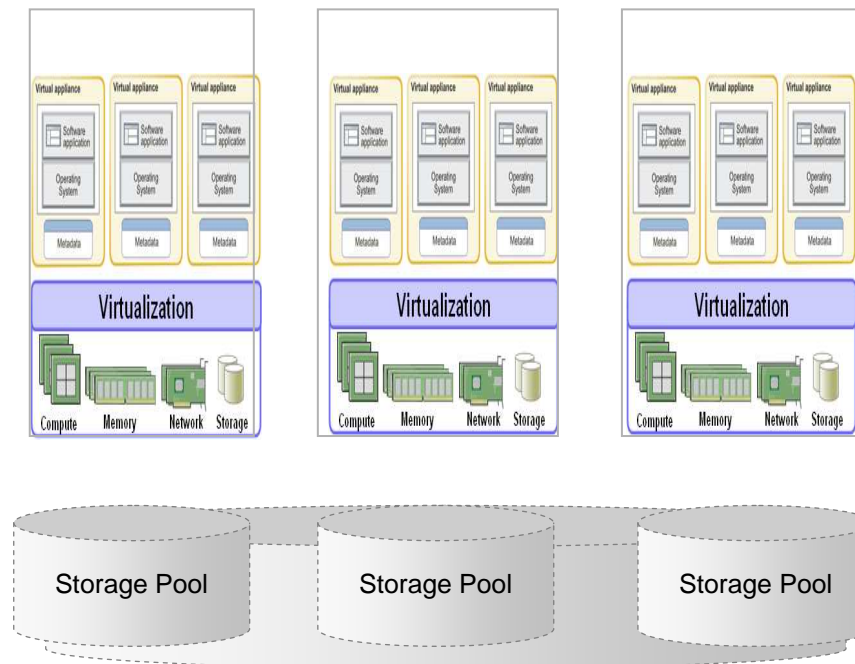 Virtual appliance Virtual appliance Virtual appliance
Software application Software application Software application
Operating System Operating System Operating System
Metadata Metadata Metadata
Virtualization
Compute Memory Network Storage
Virtual appliance Virtual appliance Virtual appliance
Software application Software application Software application
Operating System Operating System Operating System
Metadata Metadata Metadata
Virtualization
Compute Memory Network Storage
Virtual appliance Virtual appliance Virtual appliance
Software application Software application Software application
Operating System Operating System Operating System
Metadata Metadata Metadata
Virtualization
Compute Memory Network Storage
Storage Pool Storage Pool Storage Pool